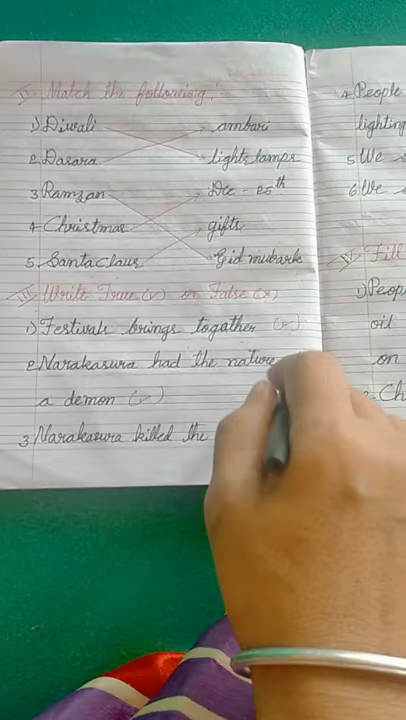 II Match the following:
1) Diwali ambari
2 Dasara lights lamps
3 Ramzan Dec - 25th
4 Christmas gifts
5 Santa Claus Eid mubark
III Write True (✓) or False (×)
1) Festivals brings together (✓)
2 Narakasura had the nature
a demon (✓)
3 Narakasura killed the
4 People
lighting
5 We
6 We
IV Fill
1) Peop
oil
on
2 Ch